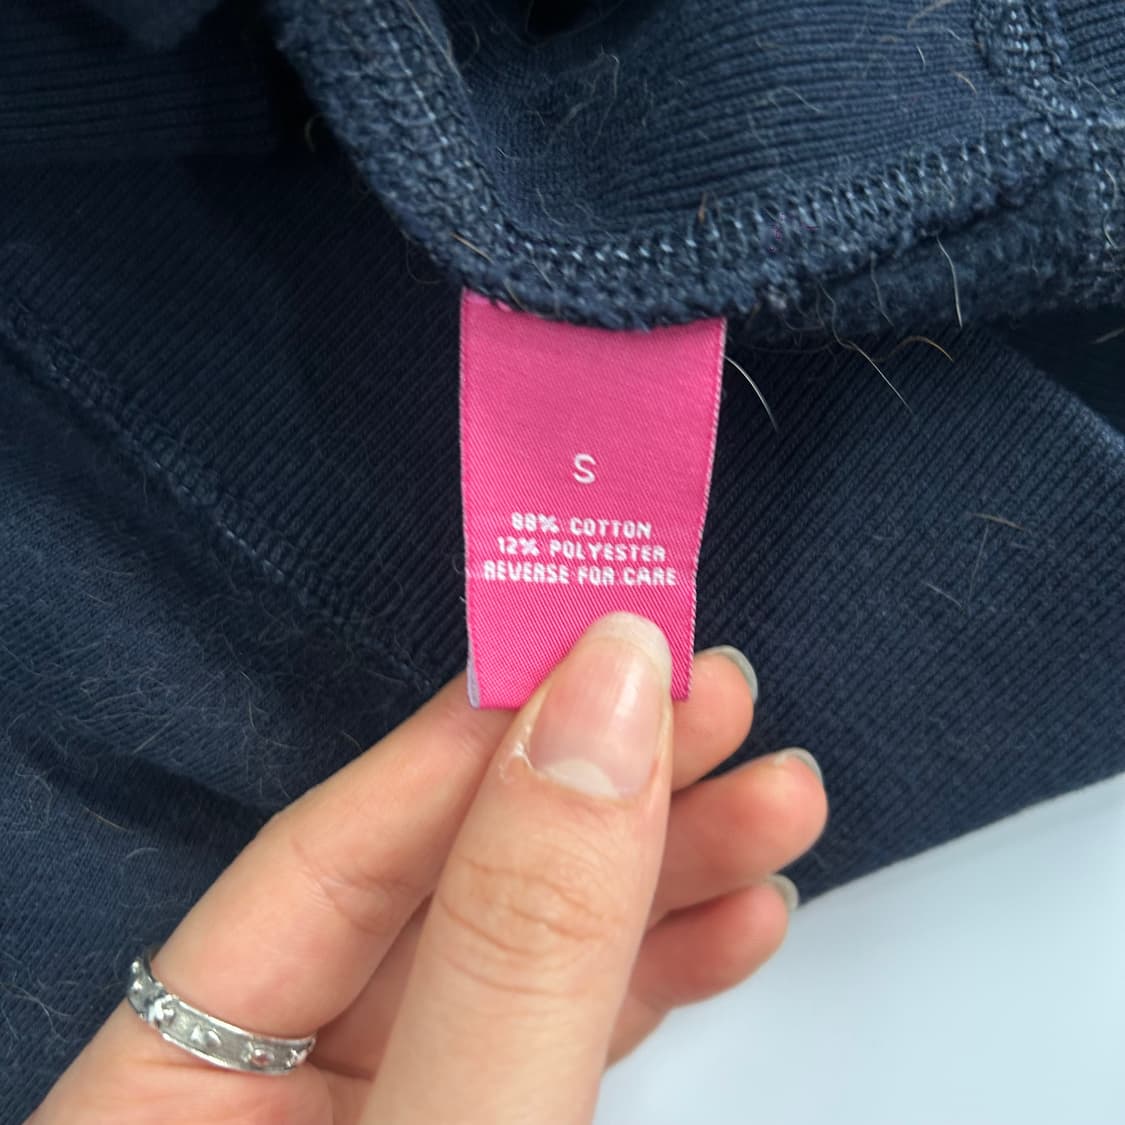 S
88% COTTON
12% POLYESTER
REVERSE FOR CARE